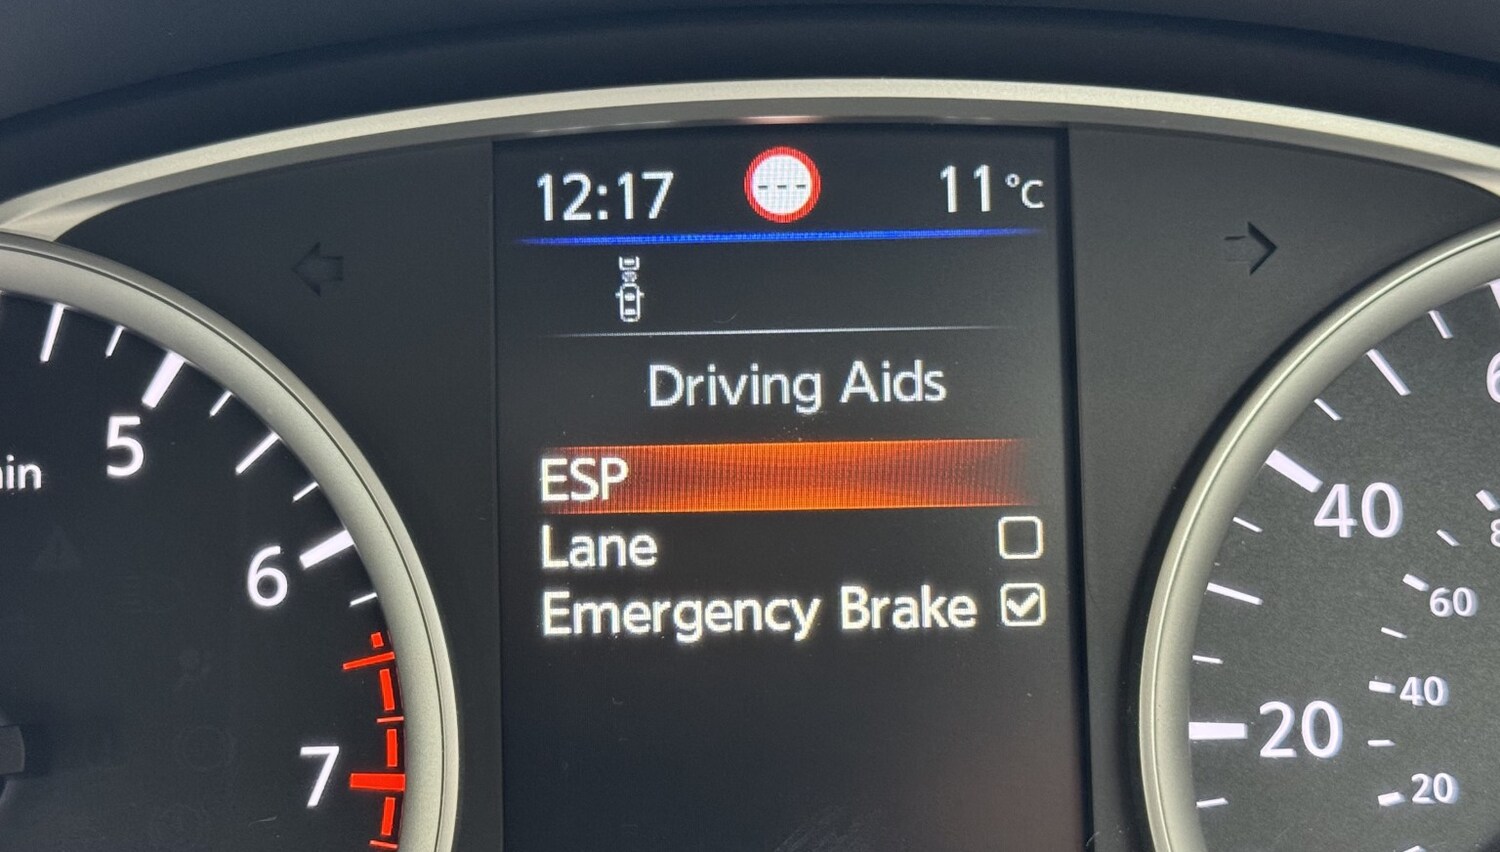 12:17 --- 11°C
Driving Aids
ESP
Lane
Emergency Brake
5
6
7
40
20
60
40
20